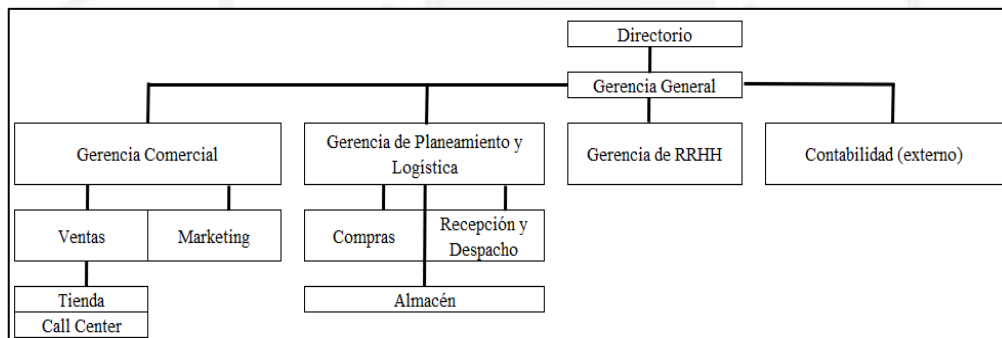 Directorio
Gerencia General
Gerencia Comercial
Gerencia de Planeamiento y
Logística
Gerencia de RRHH
Contabilidad (externo)
Ventas
Marketing
Compras
Recepción y
Despacho
Tienda
Call Center
Almacén